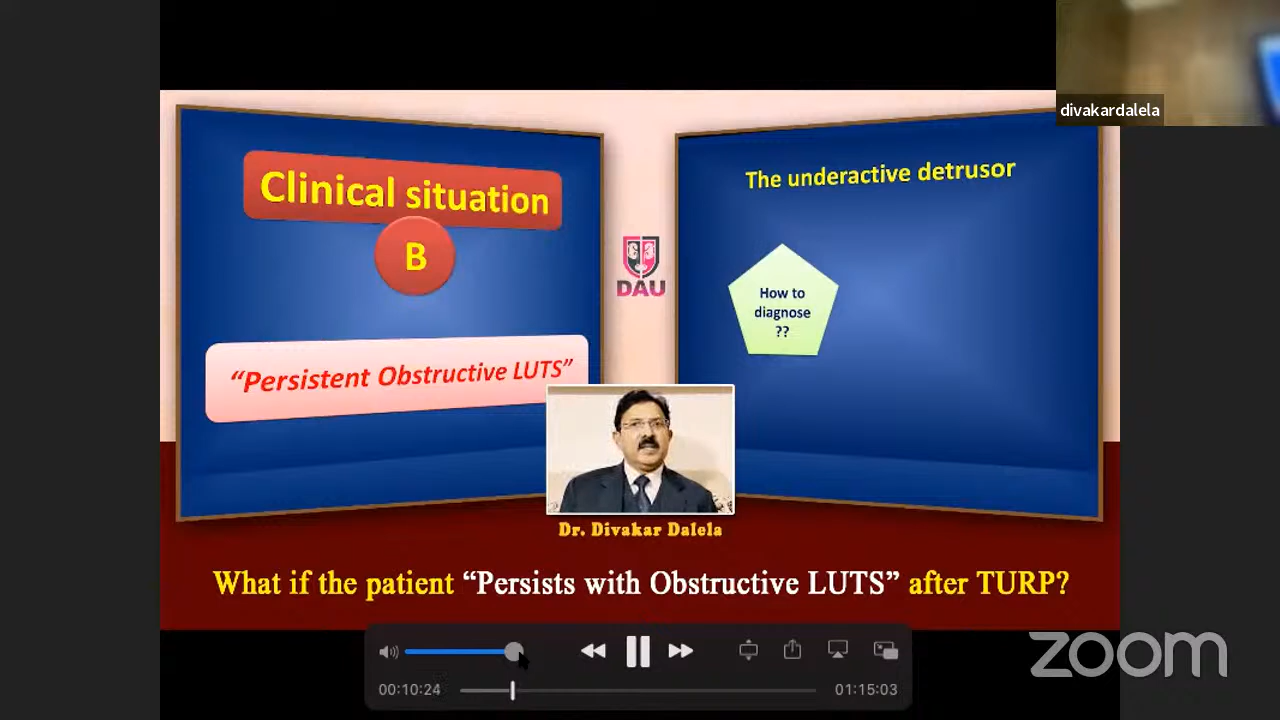 divakardalela
Clinical situation
B
“Persistent Obstructive LUTS”
The underactive detrusor
How to
diagnose
??
DAU
Dr. Divakar Dalela
What if the patient “Persists with Obstructive LUTS” after TURP?
00:10:24
01:15:03
zoom